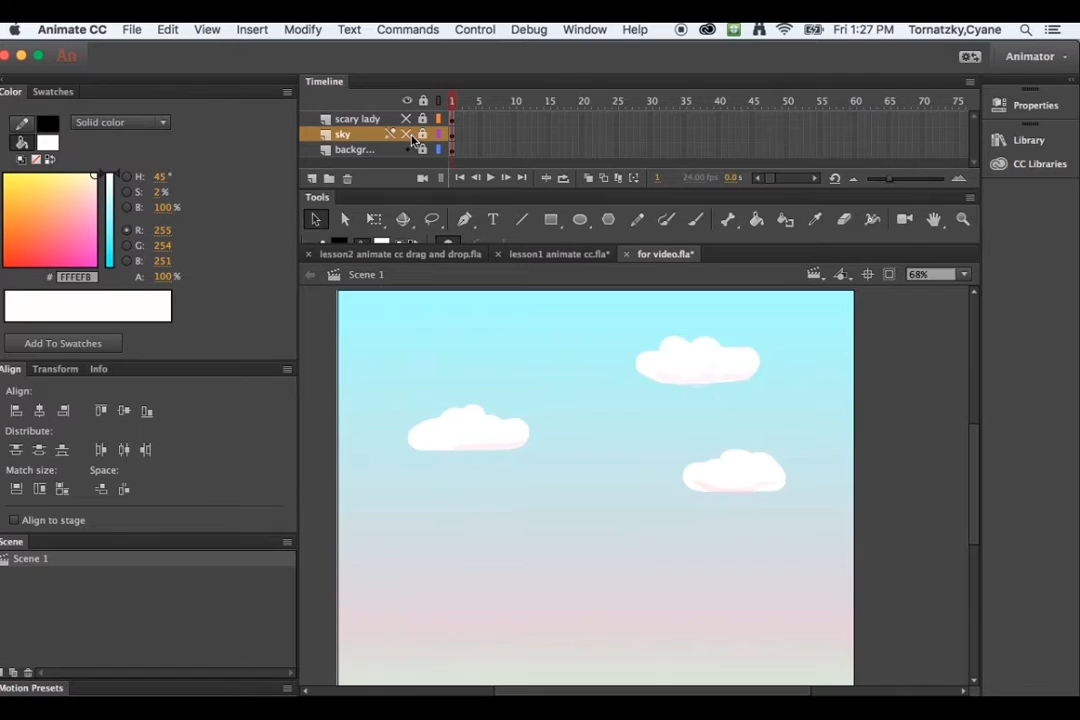 Animate CC File Edit View Insert Modify Text Commands Control Debug Window Help Fri 1:27 PM Tornatzky,Cyane
An Animator
Color Swatches
Solid color
H: 45 °
S: 2 %
B: 100 %
R: 255
G: 254
B: 251
# FFFEFB A: 100 %
Add To Swatches
Align Transform Info
Align:
Distribute:
Match size: Space:
Align to stage
Scene
Scene 1
Motion Presets
Timeline
1 5 10 15 20 25 30 35 40 45 50 55 60 65 70 75
scary lady
sky
backgr...
1 24.00 fps 0.0 s
Tools
lesson2 animate cc drag and drop.fla × lesson1 animate cc.fla* × for video.fla*
Scene 1 68%
Properties
Library
CC Libraries